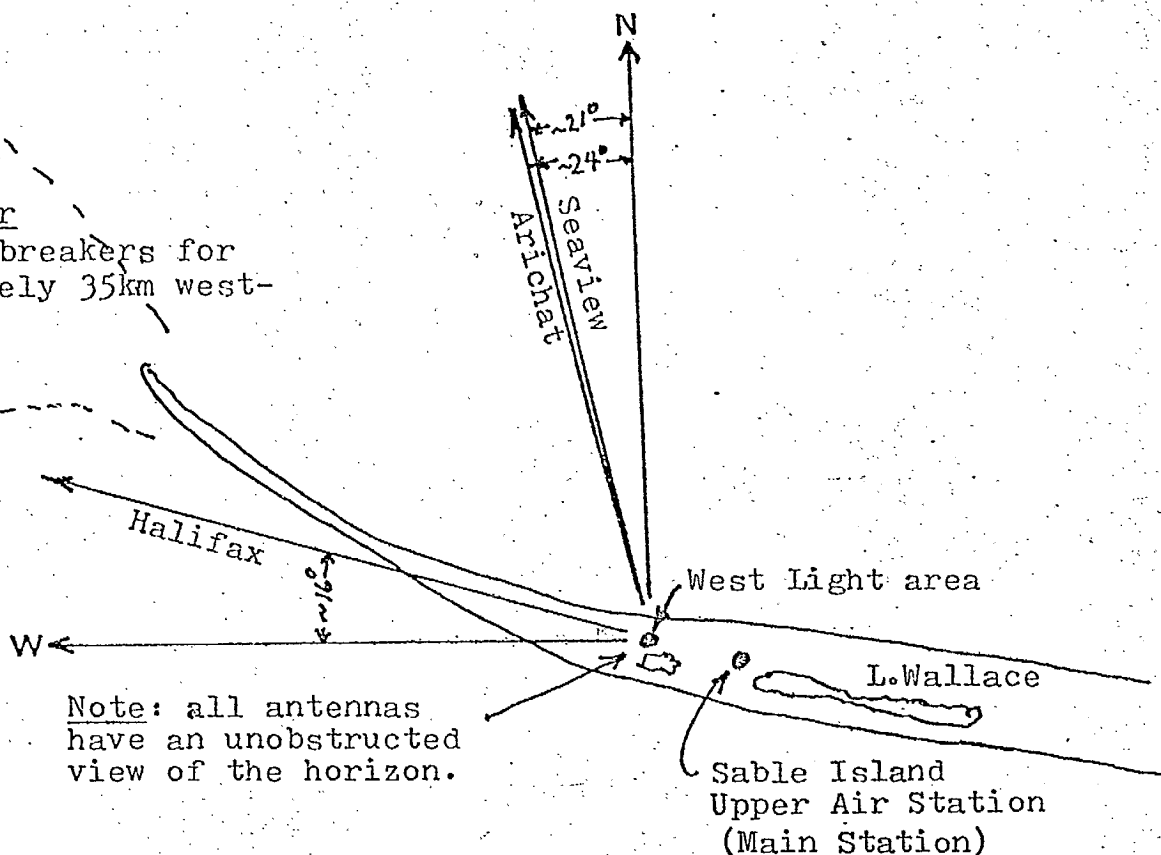 N
~21°
~24°
r
breakers for
ely 35km west-
Seaview
Arichat
Halifax
~16°
West Light area
W
L.Wallace
Note: all antennas
have an unobstructed
view of the horizon.
Sable Island
Upper Air Station
(Main Station)